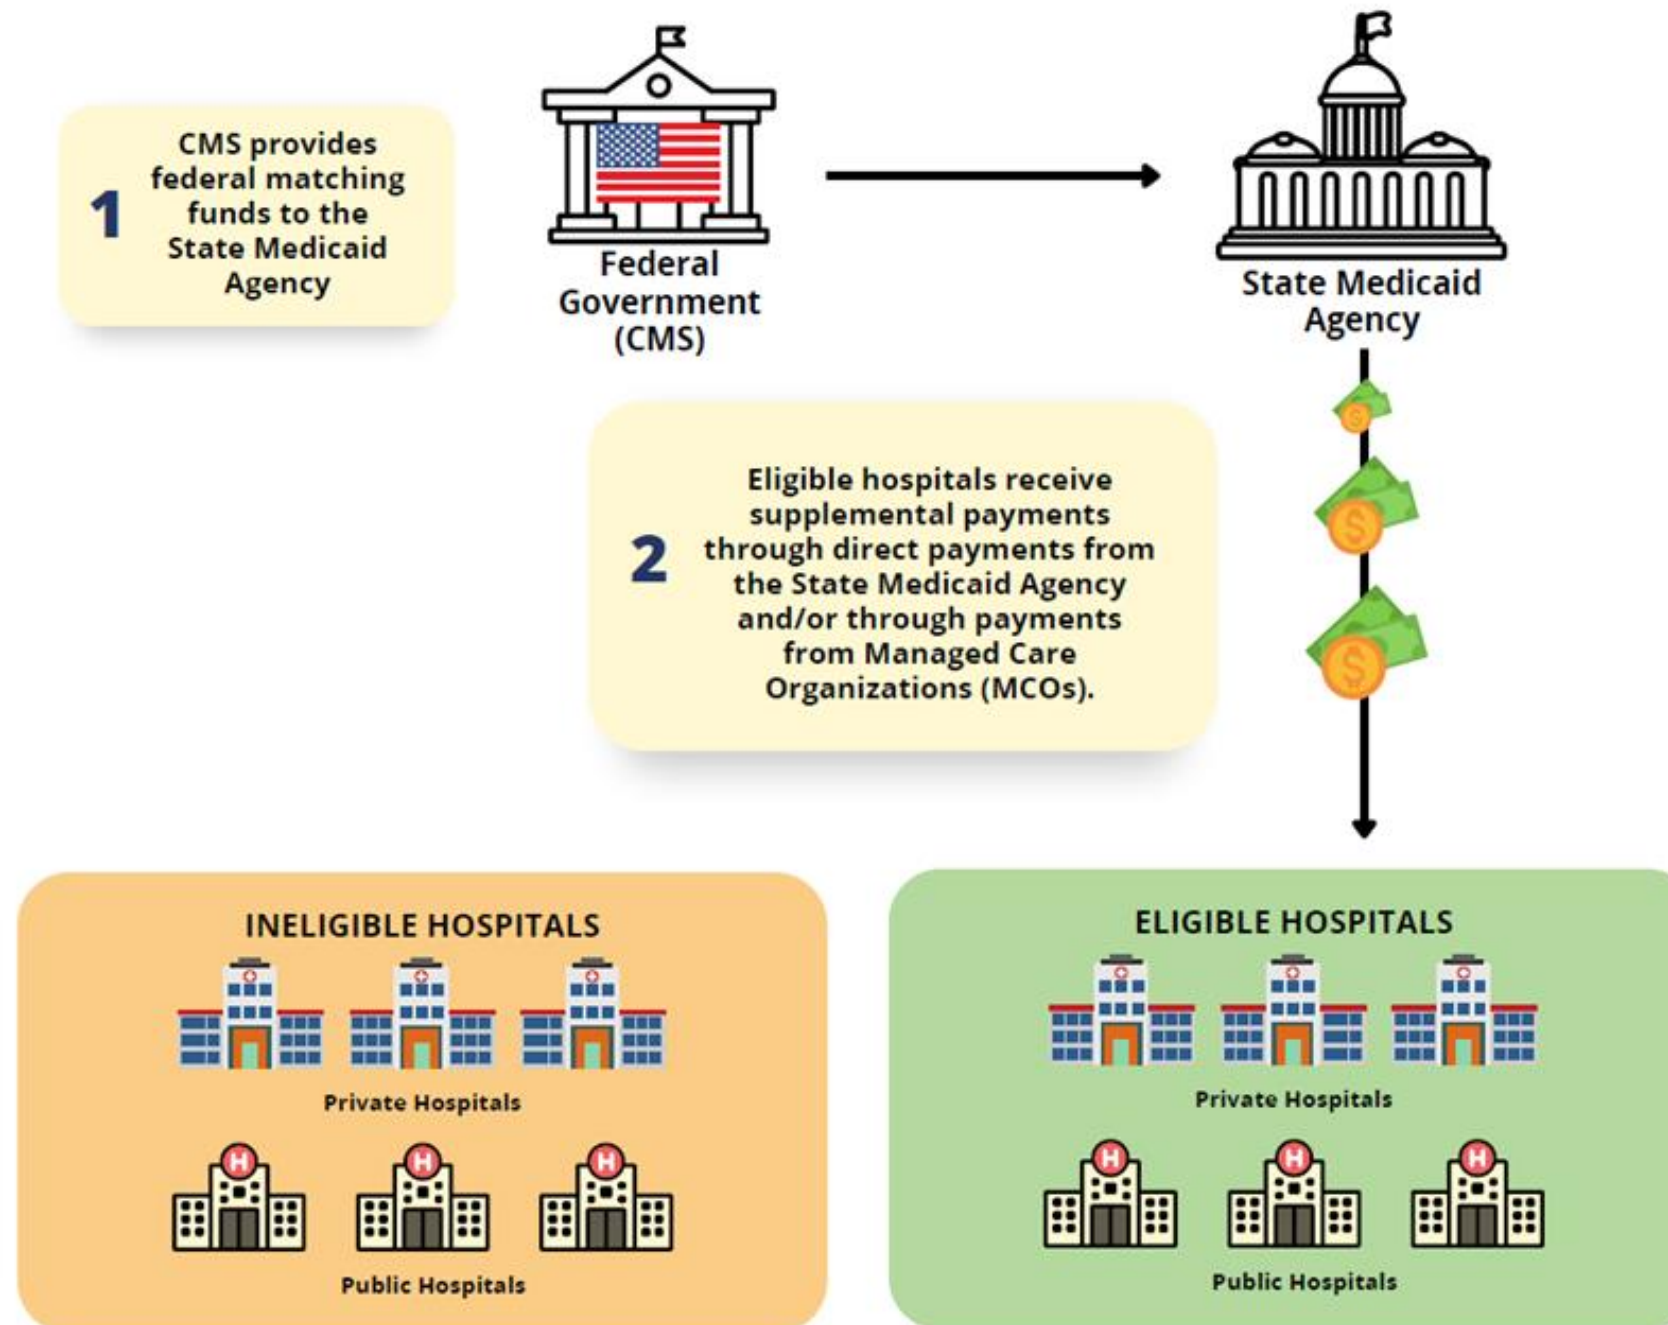 1
CMS provides
federal matching
funds to the
State Medicaid
Agency
Federal
Government
(CMS)
State Medicaid
Agency
2
Eligible hospitals receive
supplemental payments
through direct payments from
the State Medicaid Agency
and/or through payments
from Managed Care
Organizations (MCOs).
$
$
$
INELIGIBLE HOSPITALS
Private Hospitals
H H H
Public Hospitals
ELIGIBLE HOSPITALS
Private Hospitals
H H H
Public Hospitals